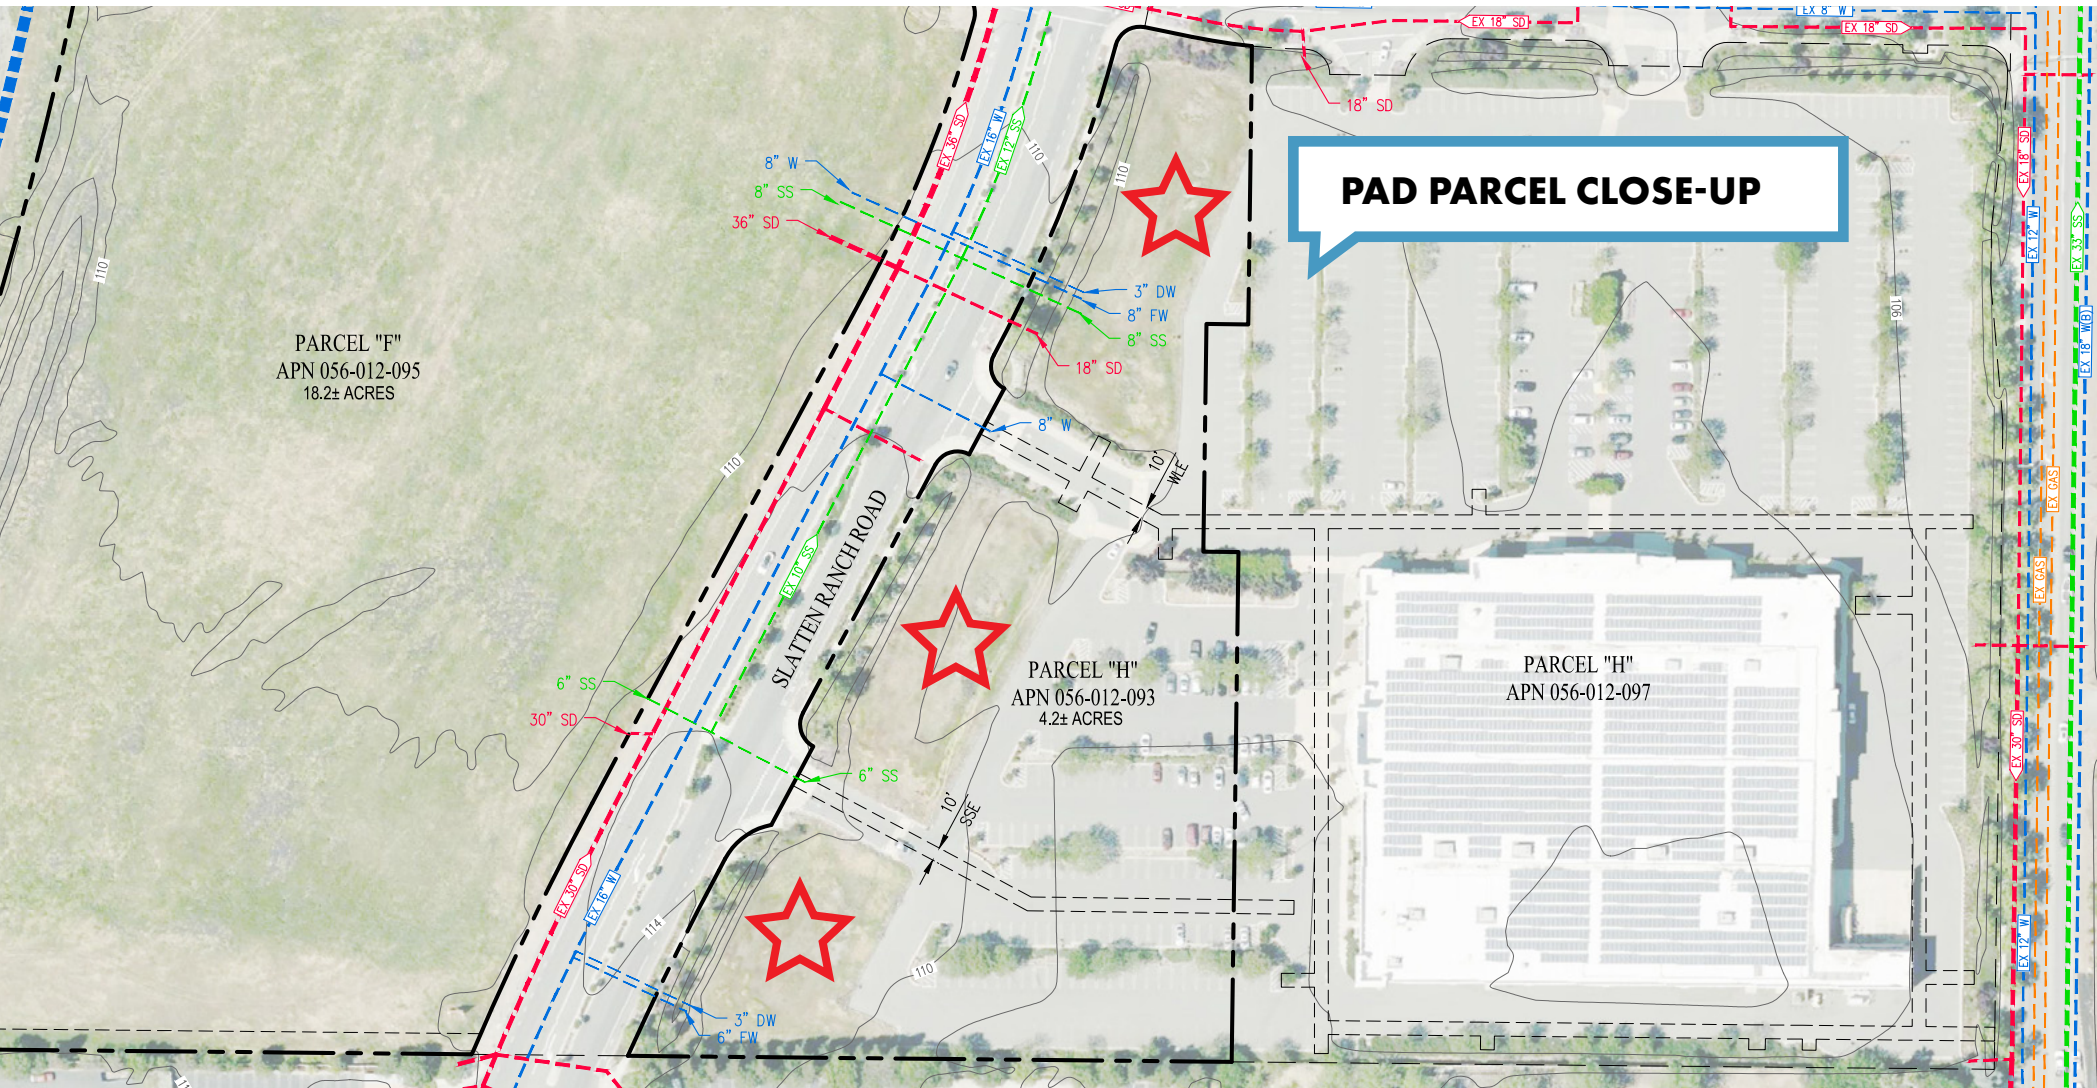 EX 18" SD
EX 8" W
EX 18" SD
18" SD
EX 36" SD
EX 16" W
EX 12" SS
110
110
PAD PARCEL CLOSE-UP
EX 18" SD
EX 12" W
EX 33" SS
EX 18" W(B)
8" W
8" SS
36" SD
110
3" DW
8" FW
8" SS
18" SD
106
PARCEL "F"
APN 056-012-095
18.2± ACRES
8" W
110
10'
WLE
EX GAS
EX GAS
EX 10" SS
SLATTEN RANCH ROAD
PARCEL "H"
APN 056-012-093
4.2± ACRES
PARCEL "H"
APN 056-012-097
6" SS
30" SD
6" SS
EX 30" SD
10'
SSE
EX 30" SD
EX 16" W
114
110
EX 12" W
3" DW
6" FW